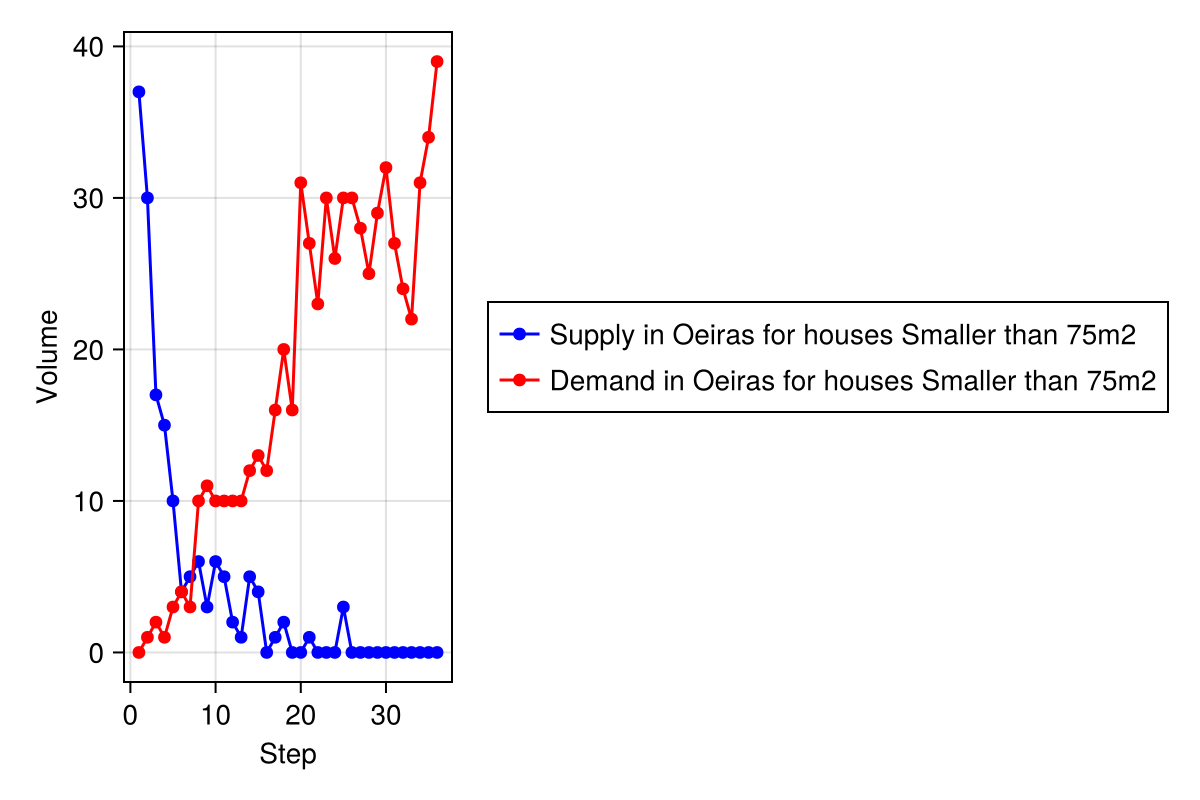 Volume
40
30
20
10
0
0 10 20 30
Step
Supply in Oeiras for houses Smaller than 75m2
Demand in Oeiras for houses Smaller than 75m2